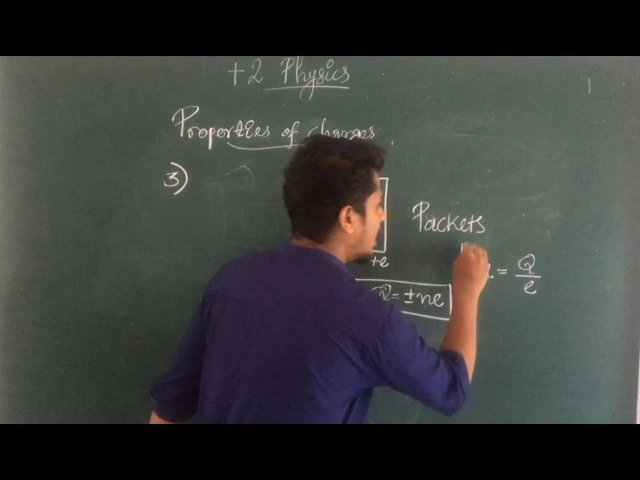 +2 Physics
Properties of charges
3)
Packets
+e
= Q/e
Q = ±ne